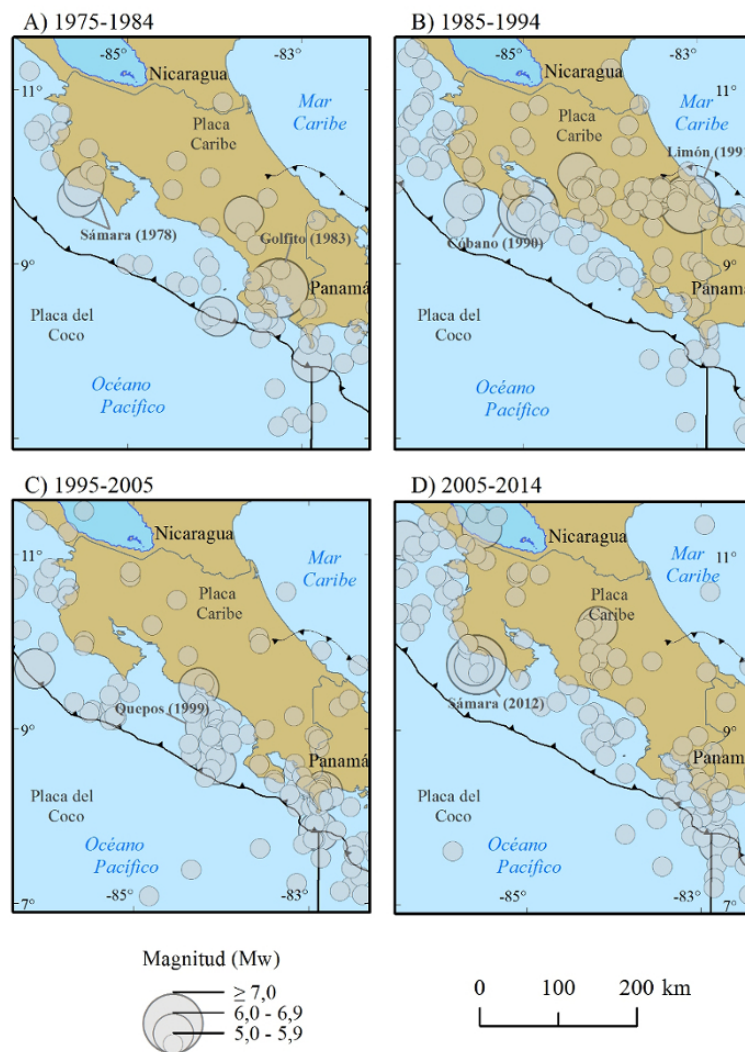 A) 1975-1984
-85°
-83°
Nicaragua
11°
Mar
Caribe
Placa
Caribe
Sámara (1978)
Golfito (1983)
9°
Panamá
Placa del
Coco
Océano
Pacífico
B) 1985-1994
-85°
-83°
Nicaragua
11°
Mar
Caribe
Placa
Caribe
Limón (1991
Cóbano (1990)
9°
Panamá
Placa del
Coco
Océano
Pacífico
C) 1995-2005
Nicaragua
11°
Mar
Caribe
Placa
Caribe
Quepos (1999)
9°
Panamá
Placa del
Coco
Océano
Pacífico
7°
-85°
-83°
D) 2005-2014
Nicaragua
11°
Mar
Caribe
Placa
Caribe
Sámara (2012)
9°
Panam
Placa del
Coco
Océano
Pacífico
-85°
-83°
7°
Magnitud (Mw)
≥ 7,0
6,0 - 6,9
5,0 - 5,9
0 100 200 km